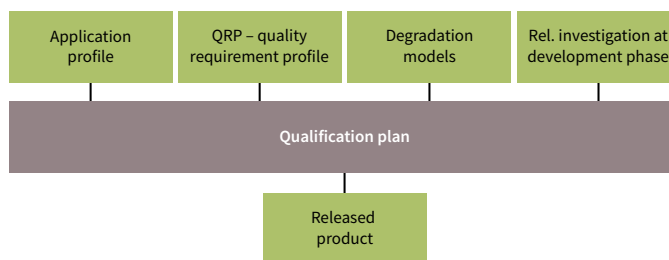 Application
profile
QRP – quality
requirement profile
Degradation
models
Rel. investigation at
development phase
Qualification plan
Released
product